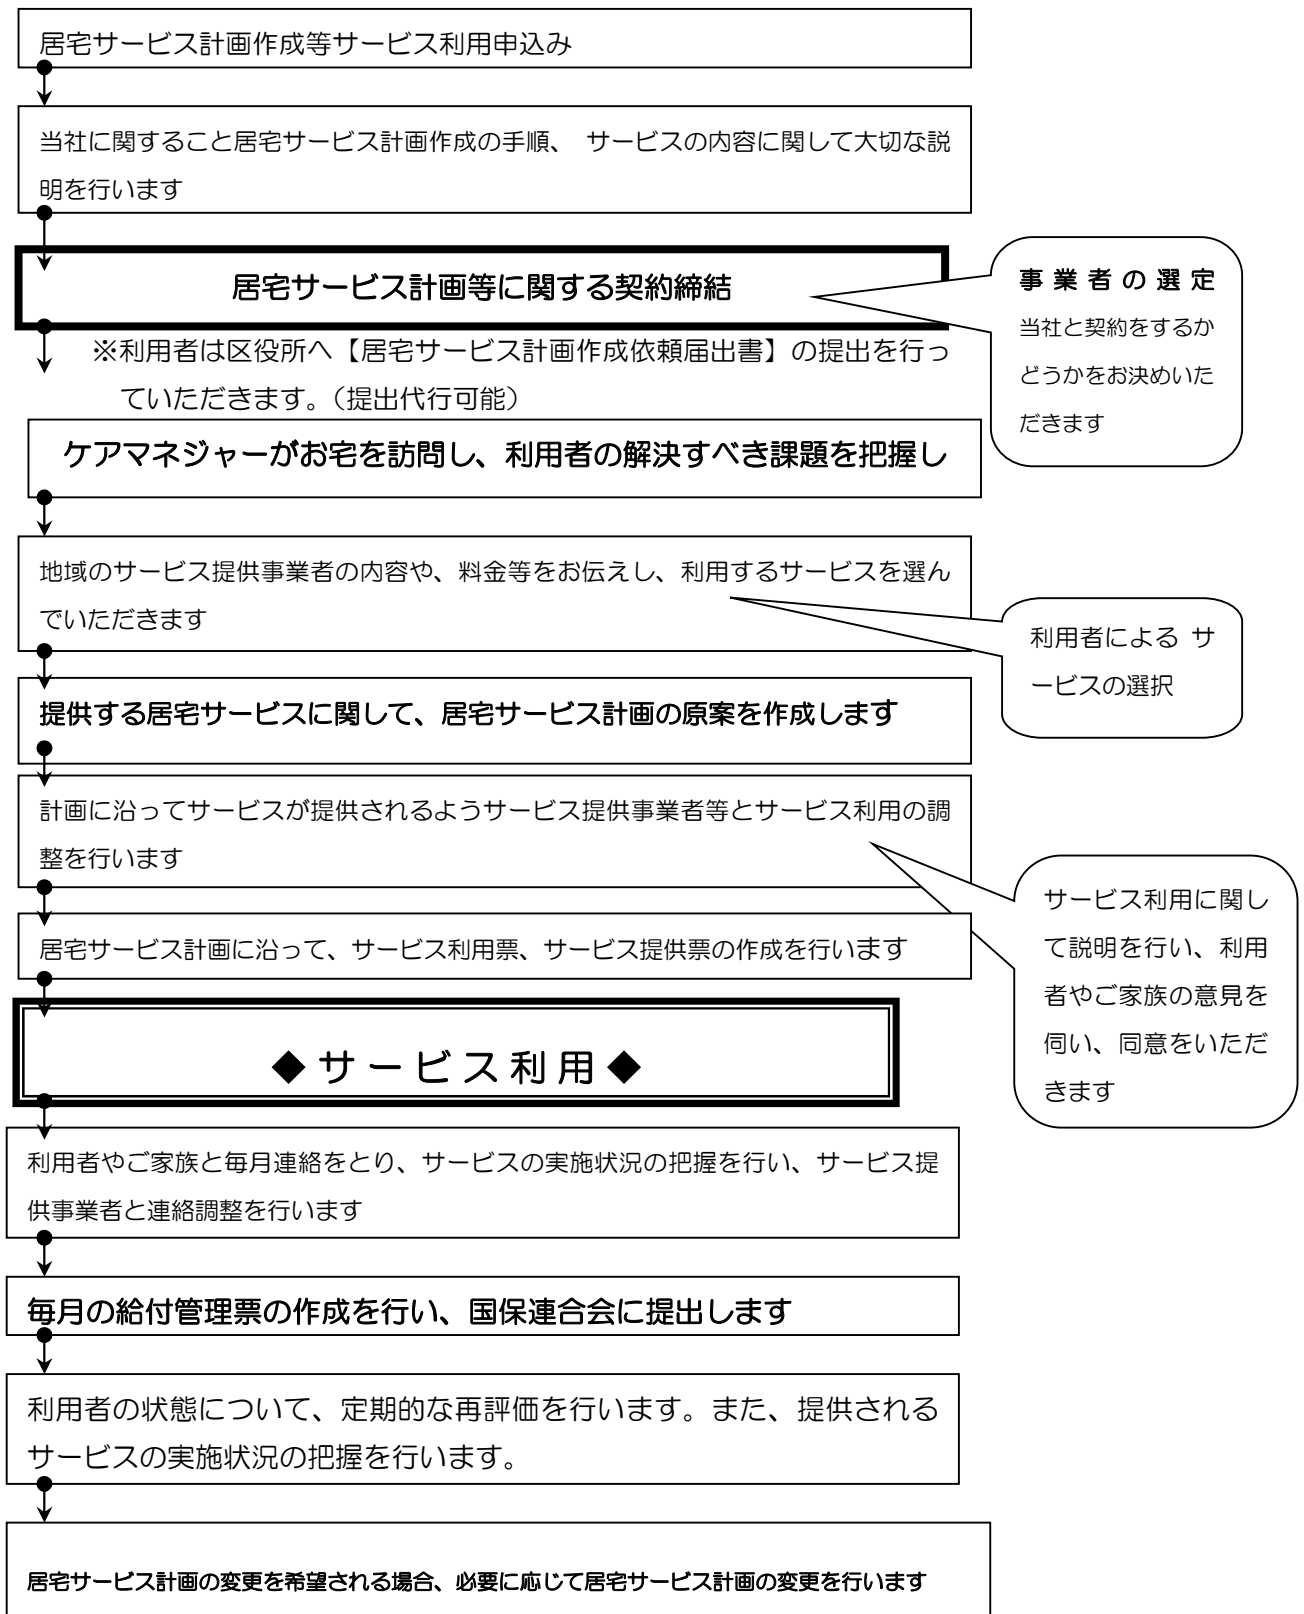 居宅サービス計画作成等サービス利用申込み
当社に関すること居宅サービス計画作成の手順、 サービスの内容に関して大切な説
明を行います
居宅サービス計画等に関する契約締結
事 業 者 の 選 定
当社と契約をするか
どうかをお決めいた
だきます
※利用者は区役所へ【居宅サービス計画作成依頼届出書】の提出を行っ
ていただきます。（提出代行可能）
ケアマネジャーがお宅を訪問し、利用者の解決すべき課題を把握し
地域のサービス提供事業者の内容や、料金等をお伝えし、利用するサービスを選ん
でいただきます
利用者による サ
ービスの選択
提供する居宅サービスに関して、居宅サービス計画の原案を作成します
計画に沿ってサービスが提供されるようサービス提供事業者等とサービス利用の調
整を行います
サービス利用に関し
て説明を行い、利用
者やご家族の意見を
伺い、同意をいただ
きます
居宅サービス計画に沿って、サービス利用票、サービス提供票の作成を行います
◆ サ ー ビ ス 利 用 ◆
利用者やご家族と毎月連絡をとり、サービスの実施状況の把握を行い、サービス提
供事業者と連絡調整を行います
毎月の給付管理票の作成を行い、国保連合会に提出します
利用者の状態について、定期的な再評価を行います。また、提供される
サービスの実施状況の把握を行います。
居宅サービス計画の変更を希望される場合、必要に応じて居宅サービス計画の変更を行います